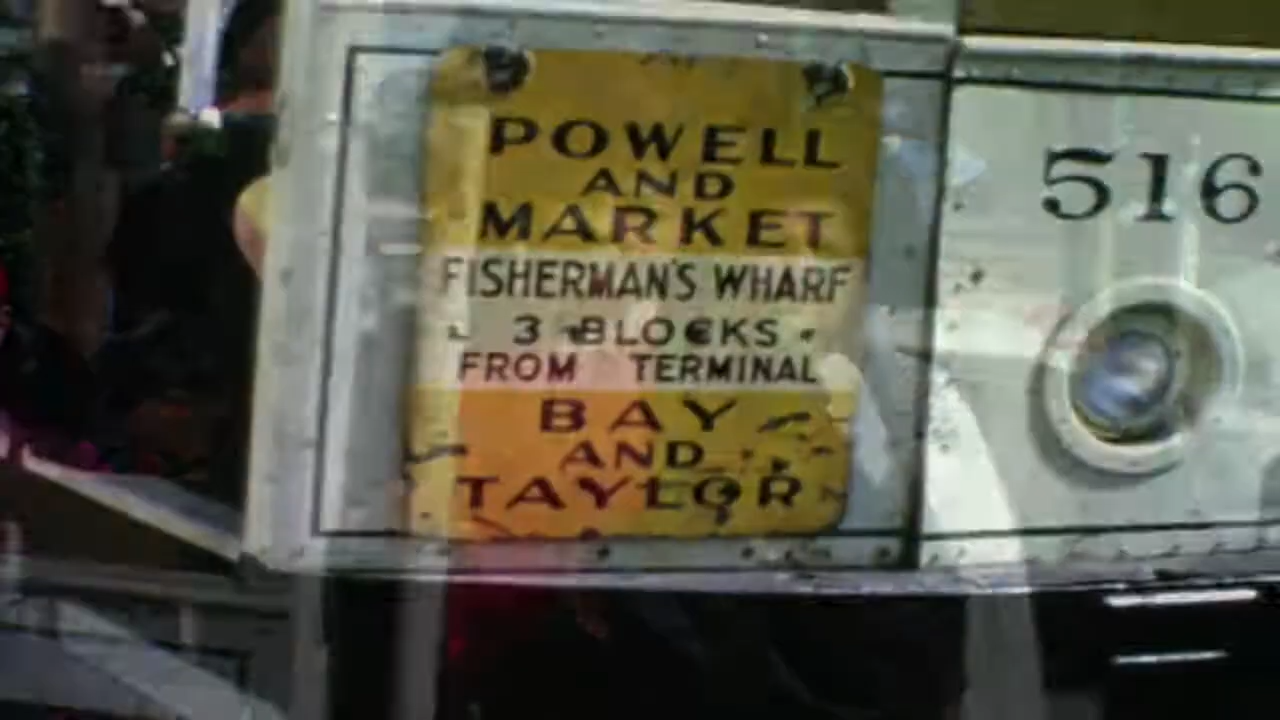 POWELL
AND
MARKET
FISHERMAN'S WHARF
3 BLOCKS
FROM TERMINAL
BAY
AND
TAYLOR
516